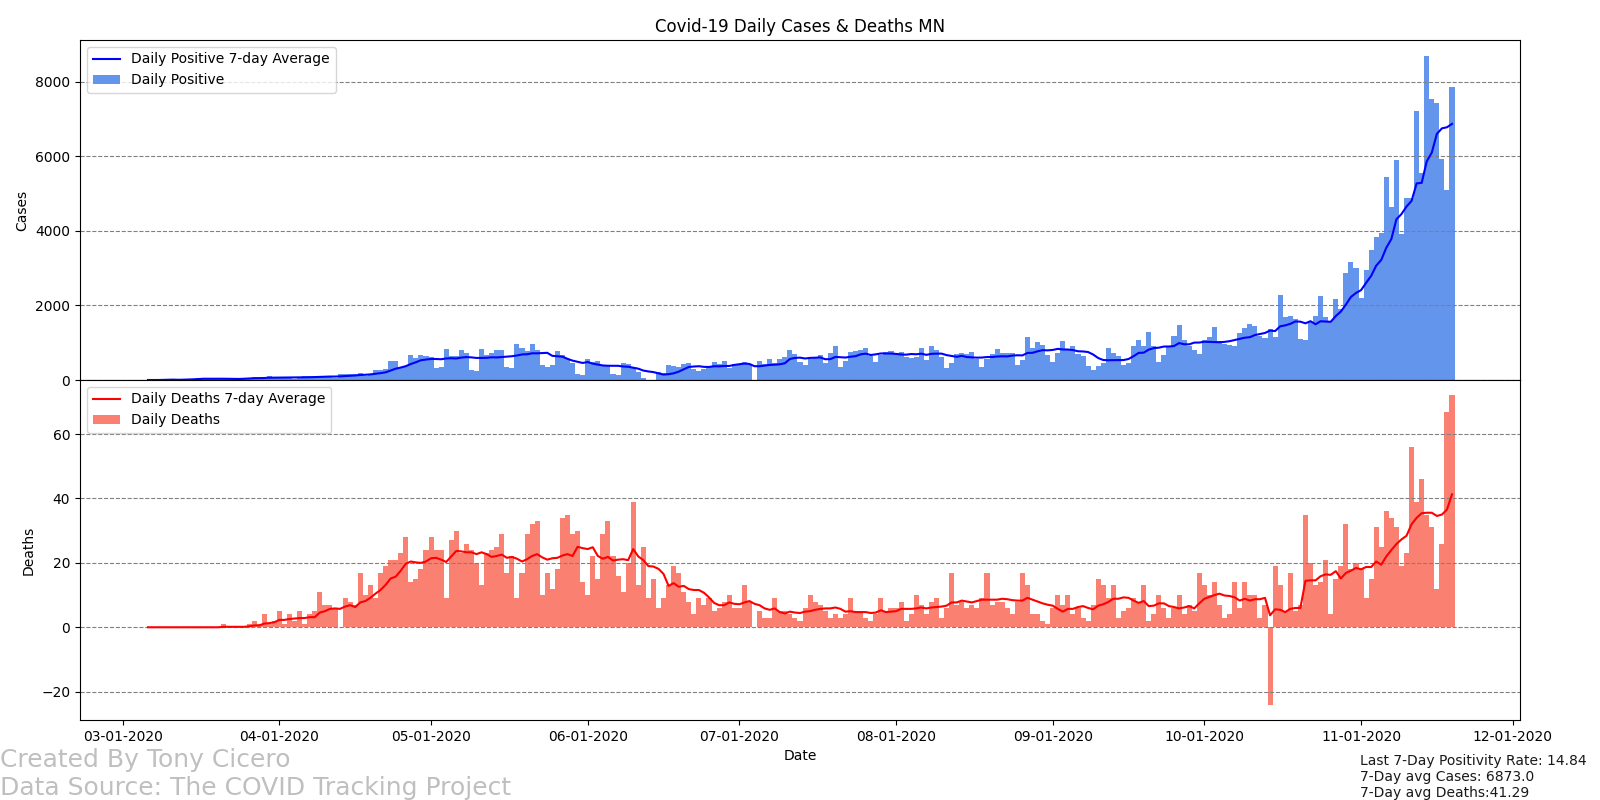 Covid-19 Daily Cases & Deaths MN
Daily Positive 7-day Average
Daily Positive
8000
6000
4000
2000
0
Cases
Daily Deaths 7-day Average
Daily Deaths
60
40
20
0
−20
Deaths
03-01-2020 04-01-2020 05-01-2020 06-01-2020 07-01-2020 08-01-2020 09-01-2020 10-01-2020 11-01-2020 12-01-2020
Date
Created By Tony Cicero
Data Source: The COVID Tracking Project
Last 7-Day Positivity Rate: 14.84
7-Day avg Cases: 6873.0
7-Day avg Deaths:41.29